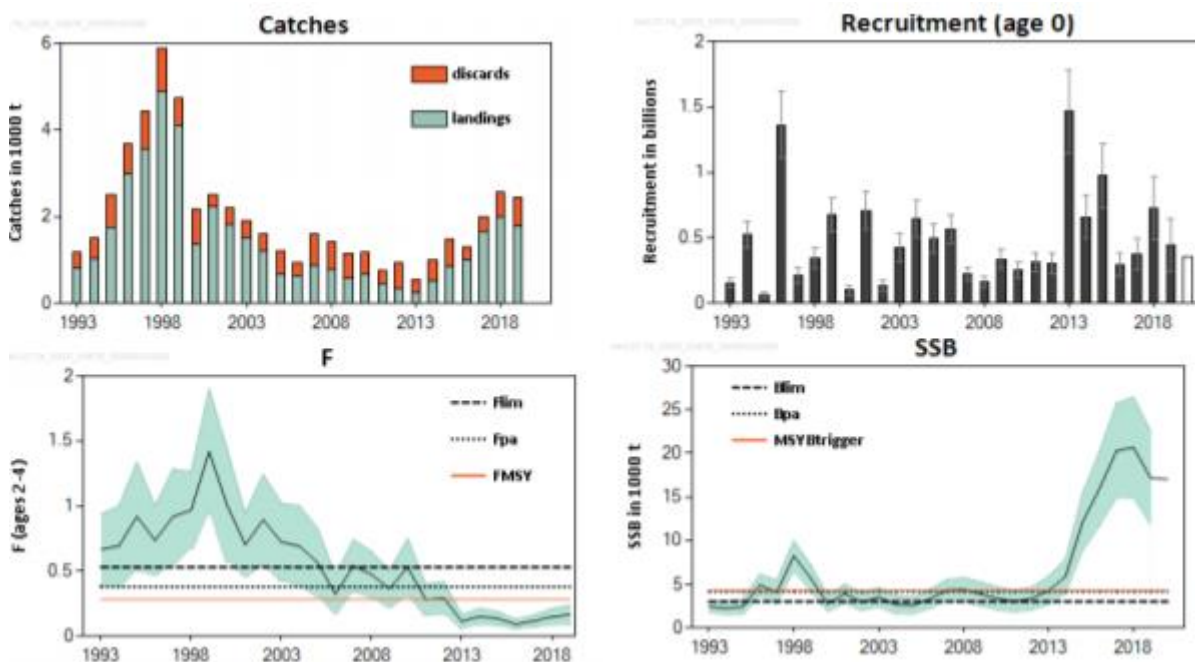 Catches
6
4
2
0
Catches in 1000 t
discards
landings
1993
1998
2003
2008
2013
2018
Recruitment (age 0)
2
1.5
1
0.5
0
Recruitment in billions
1993
1998
2003
2008
2013
2018
F
2
1.5
1
0.5
0
F (ages 2-4)
Flim
Fpa
FMSY
1993
1998
2003
2008
2013
2018
SSB
30
25
20
15
10
5
0
SSB in 1000 t
Blim
Bpa
MSYBtrigger
1993
1998
2003
2008
2013
2018